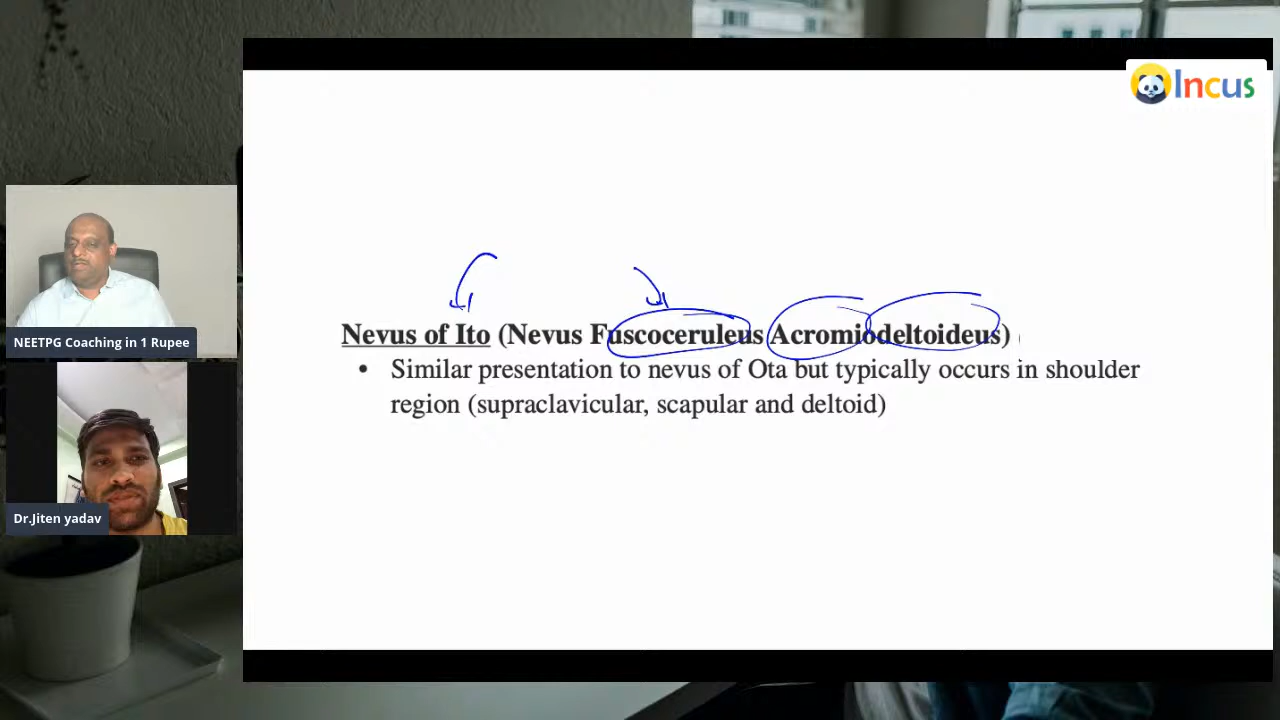 Incus
NEETPG Coaching in 1 Rupee
Dr.Jiten yadav
Nevus of Ito (Nevus Fuscoceruleus Acromiodeltoideus)
• Similar presentation to nevus of Ota but typically occurs in shoulder
region (supraclavicular, scapular and deltoid)